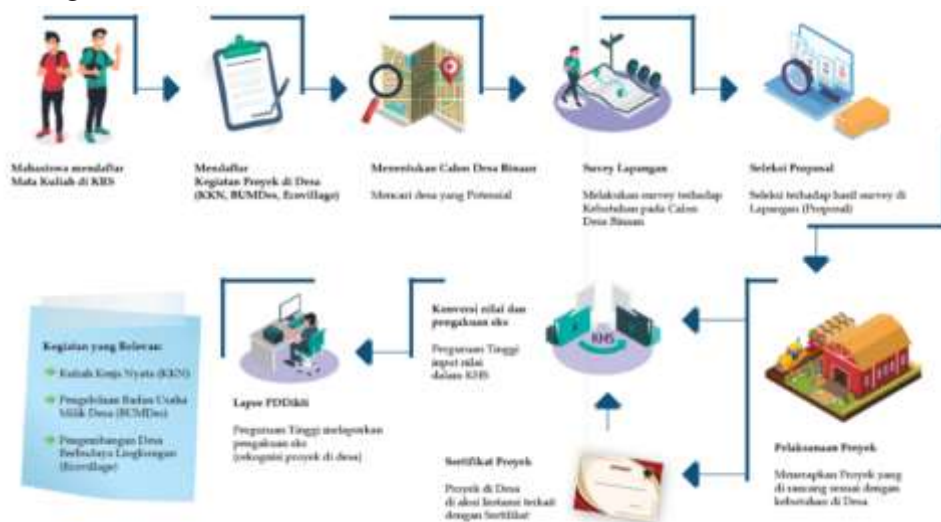 Mahasiswa mendaftar
Mata Kuliah di KRS
Mendaftar
Kegiatan Proyek di Desa
(KKN, BUMDes, Ecovillage)
Menentukan Calon Desa Binaan
Mencari desa yang Potensial
Survey Lapangan
Melakukan survey terhadap
Kebutuhan pada Calon
Desa Binaan
Seleksi Proposal
Seleksi terhadap hasil survey di
Lapangan (Proposal)
Kegiatan yang Relevan:
Kuliah Kerja Nyata (KKN)
Pengelolaan Badan Usaha
Milik Desa (BUMDes)
Pengembangan Desa
Berbudaya Lingkungan
(Ecovillage)
Lapor PDDikti
Perguruan Tinggi melaporkan
pengakuan sks
(rekognisi proyek di desa)
Konversi nilai dan
pengakuan sks
Perguruan Tinggi
input nilai
dalam KHS
KHS
Sertifikat Proyek
Proyek di Desa
di akui Instansi terkait
dengan Sertifikat
Pelaksanaan Proyek
Menerapkan Proyek yang
di rancang sesuai dengan
kebutuhan di Desa